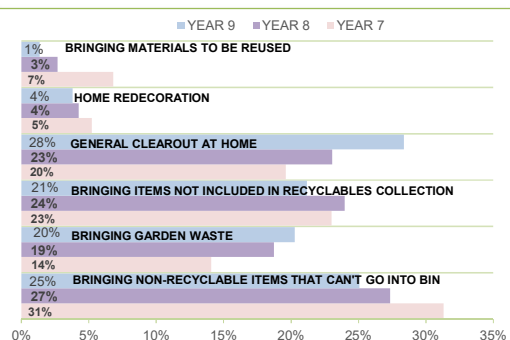 YEAR 9 YEAR 8 YEAR 7
1% BRINGING MATERIALS TO BE REUSED
3%
7%
4% HOME REDECORATION
4%
5%
28% GENERAL CLEAROUT AT HOME
23%
20%
21% BRINGING ITEMS NOT INCLUDED IN RECYCLABLES COLLECTION
24%
23%
20% BRINGING GARDEN WASTE
19%
14%
25% BRINGING NON-RECYCLABLE ITEMS THAT CAN'T GO INTO BIN
27%
31%
0% 5% 10% 15% 20% 25% 30% 35%